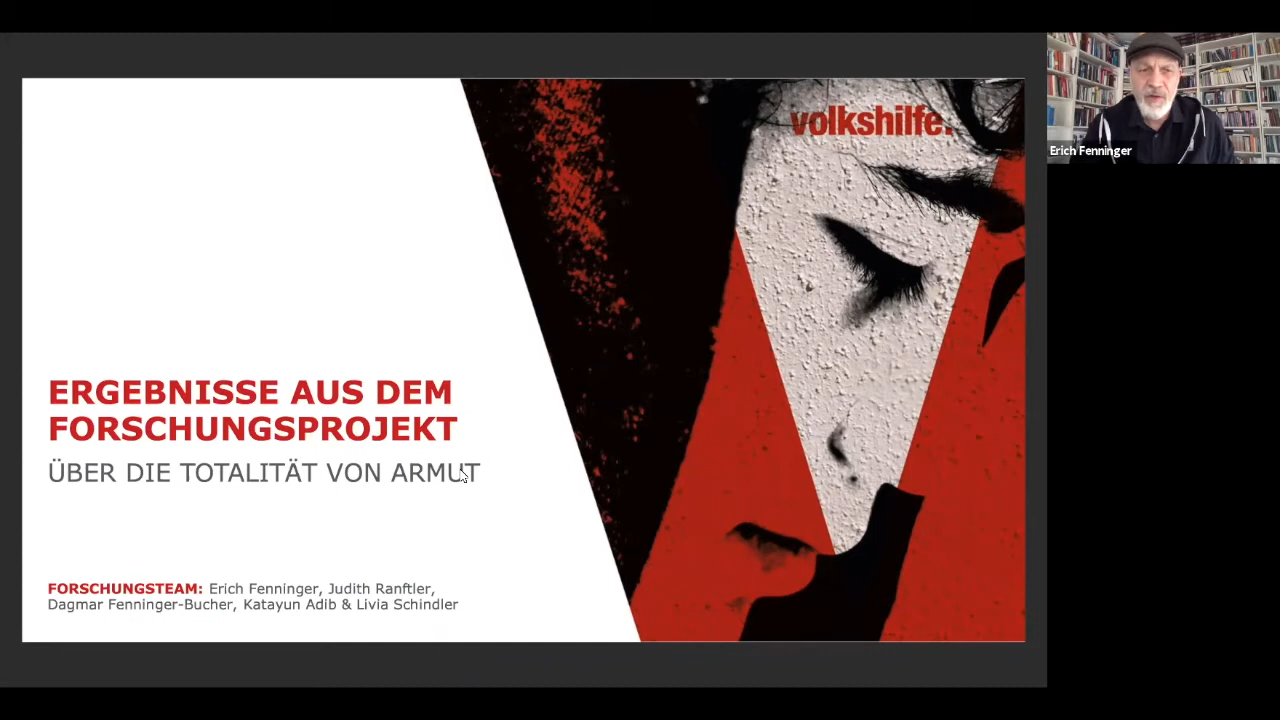 volkshilfe.
Erich Fenninger
ERGEBNISSE AUS DEM
FORSCHUNGSPROJEKT
ÜBER DIE TOTALITÄT VON ARMUT
FORSCHUNGSTEAM: Erich Fenninger, Judith Ranftler,
Dagmar Fenninger-Bucher, Katayun Adib & Livia Schindler